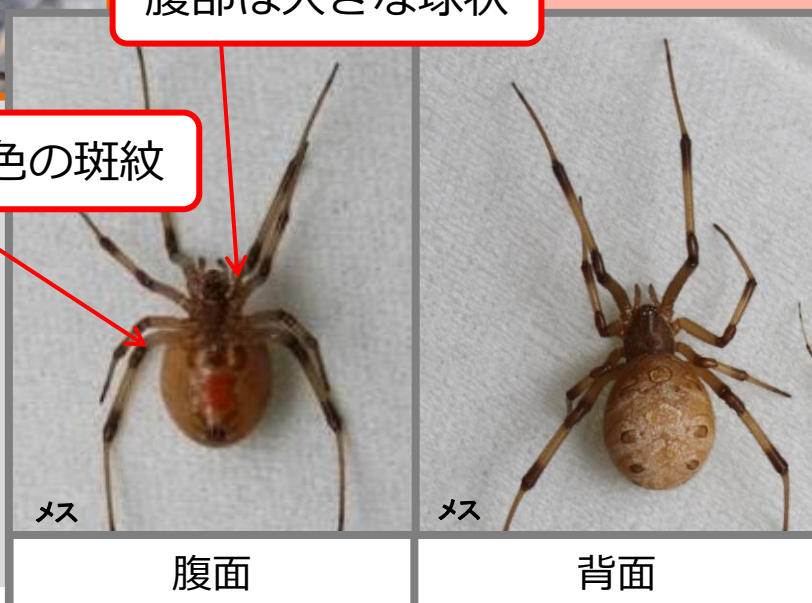 腹部は大きな球状
色の斑紋
メス
メス
腹面
背面